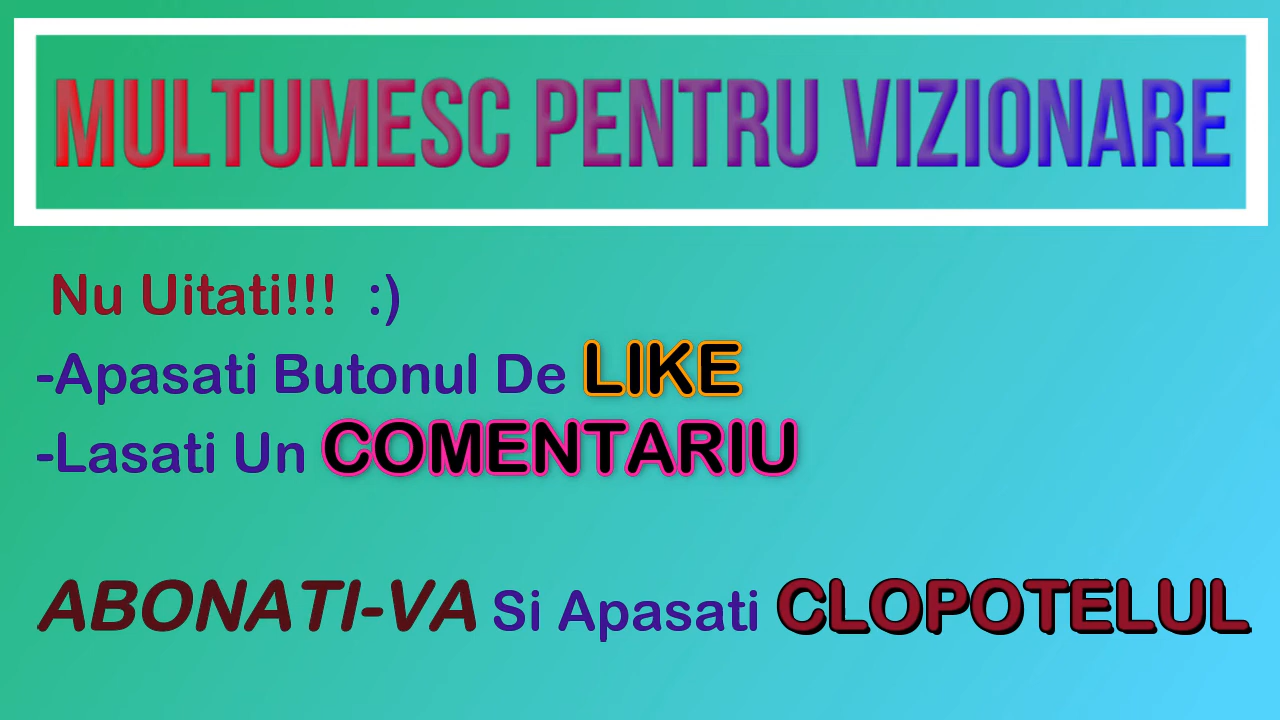 MULTUMESC PENTRU VIZIONARE
Nu Uitati!!! :)
-Apasati Butonul De LIKE
-Lasati Un COMENTARIU
ABONATI-VA Si Apasati CLOPOTELUL